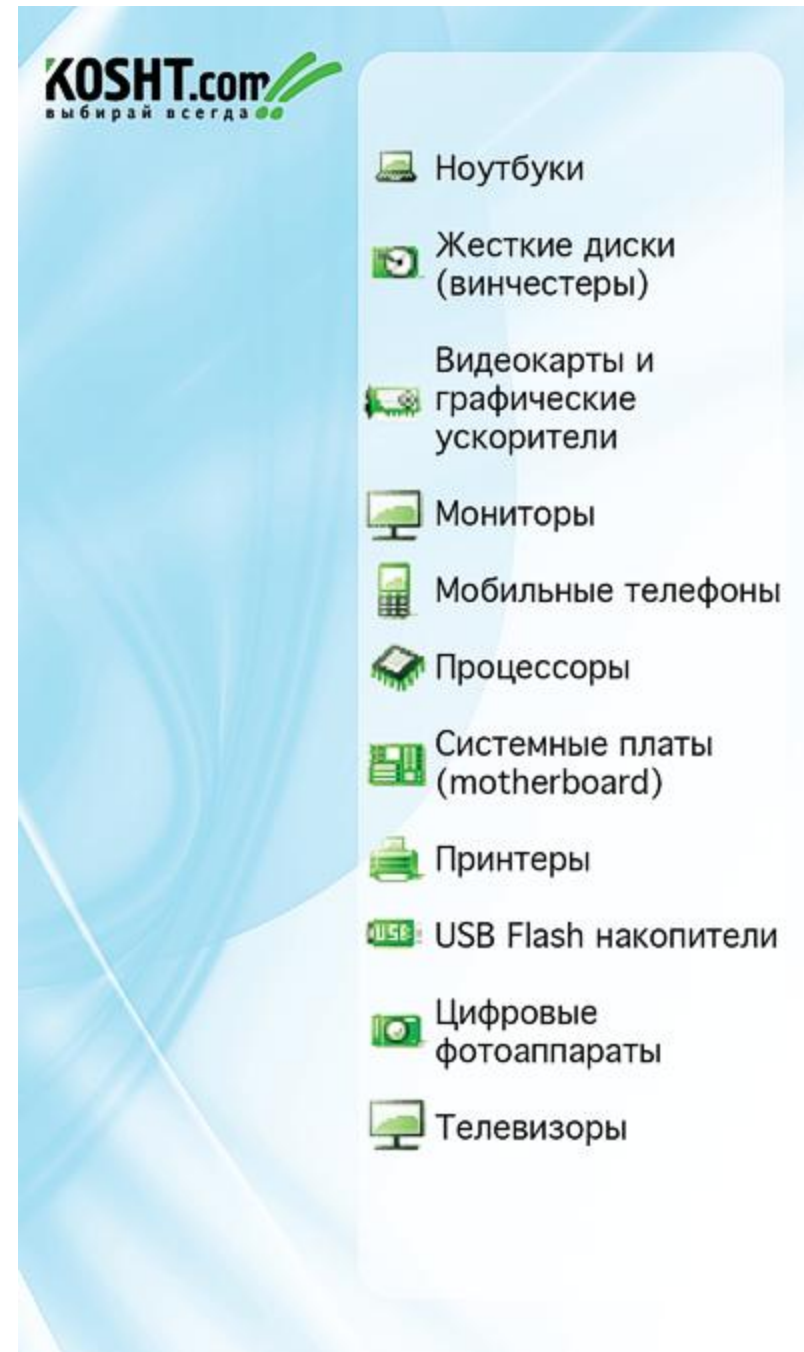 KOSHT.com
выбирай всегда
Ноутбуки
Жесткие диски
(винчестеры)
Видеокарты и
графические
ускорители
Мониторы
Мобильные телефоны
Процессоры
Системные платы
(motherboard)
Принтеры
USB
USB Flash накопители
Цифровые
фотоаппараты
Телевизоры